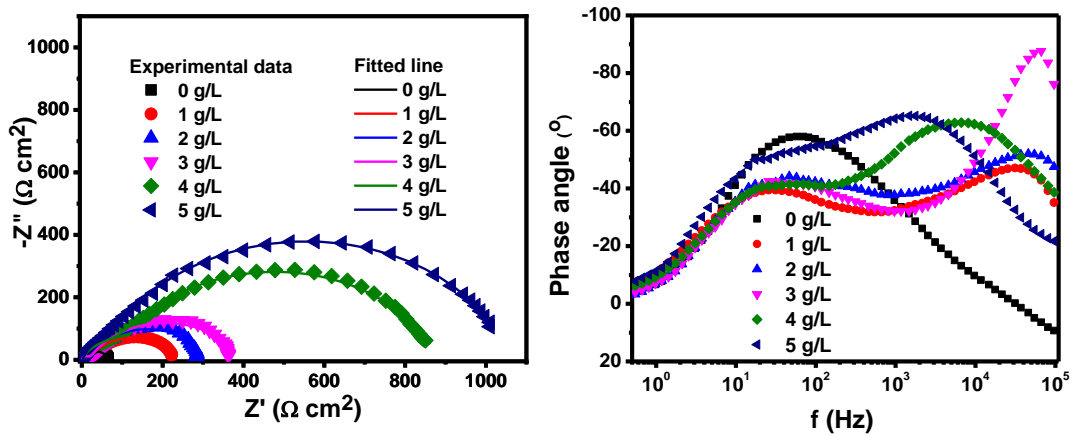 1000
800
600
400
200
0
-Z'' (Ω cm²)
Experimental data Fitted line
0 g/L 0 g/L
1 g/L 1 g/L
2 g/L 2 g/L
3 g/L 3 g/L
4 g/L 4 g/L
5 g/L 5 g/L
0 200 400 600 800 1000
Z' (Ω cm²)
-100
-80
-60
-40
-20
0
20
Phase angle (°)
0 g/L
1 g/L
2 g/L
3 g/L
4 g/L
5 g/L
10⁰ 10¹ 10² 10³ 10⁴ 10⁵
f (Hz)